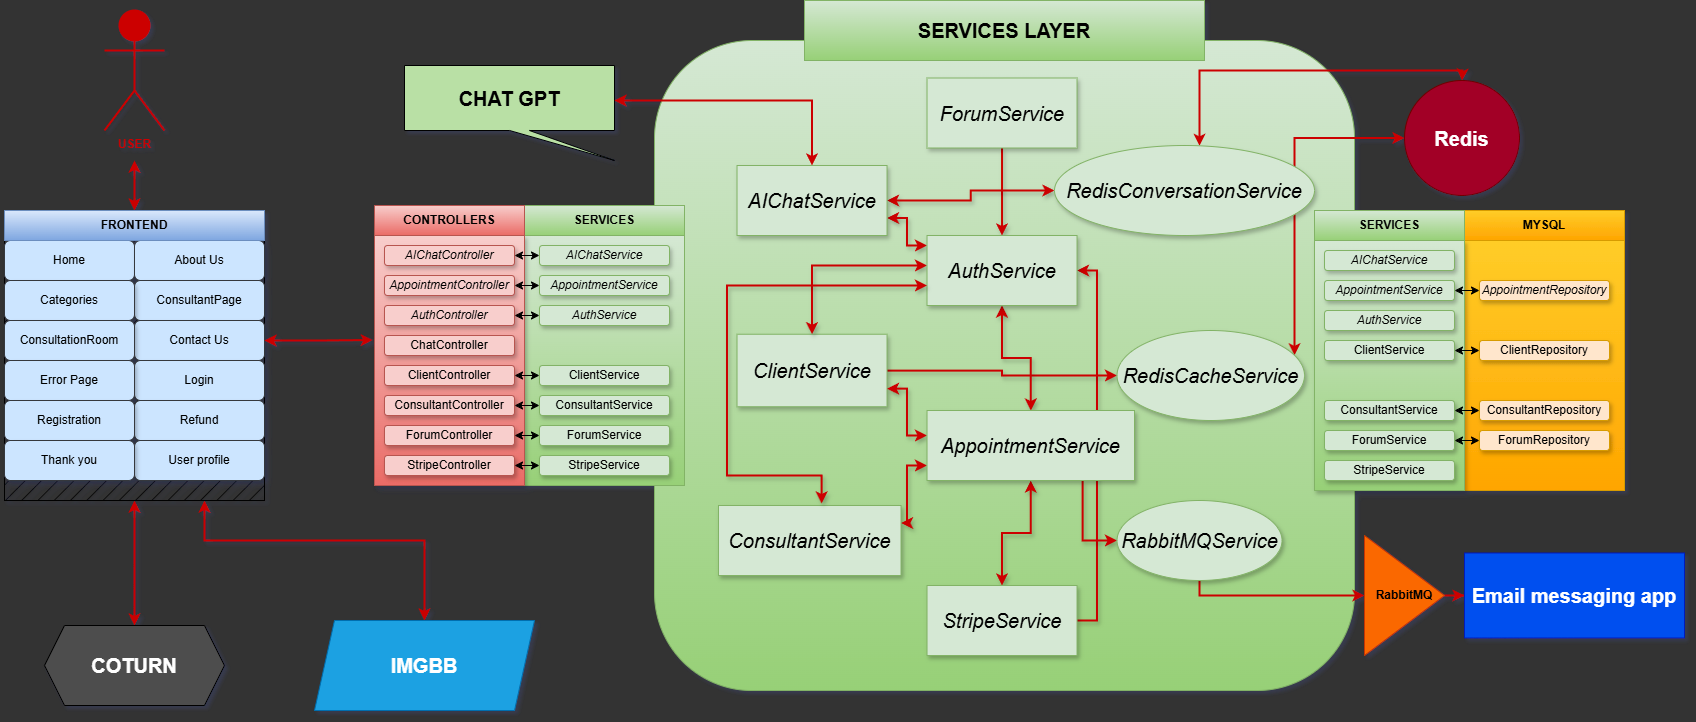 SERVICES LAYER
CHAT GPT
ForumService
Redis
USER
AIChatService
RedisConversationService
FRONTEND
Home
About Us
Categories
ConsultantPage
ConsultationRoom
Contact Us
Error Page
Login
Registration
Refund
Thank you
User profile
CONTROLLERS
SERVICES
AIChatController
AIChatService
AppointmentController
AppointmentService
AuthController
AuthService
ChatController
ClientController
ClientService
ConsultantController
ConsultantService
ForumController
ForumService
StripeController
StripeService
AuthService
ClientService
RedisCacheService
AppointmentService
ConsultantService
RabbitMQService
StripeService
SERVICES
MYSQL
AIChatService
AppointmentService
AppointmentRepository
AuthService
ClientService
ClientRepository
ConsultantService
ConsultantRepository
ForumService
ForumRepository
StripeService
RabbitMQ
Email messaging app
COTURN
IMGBB